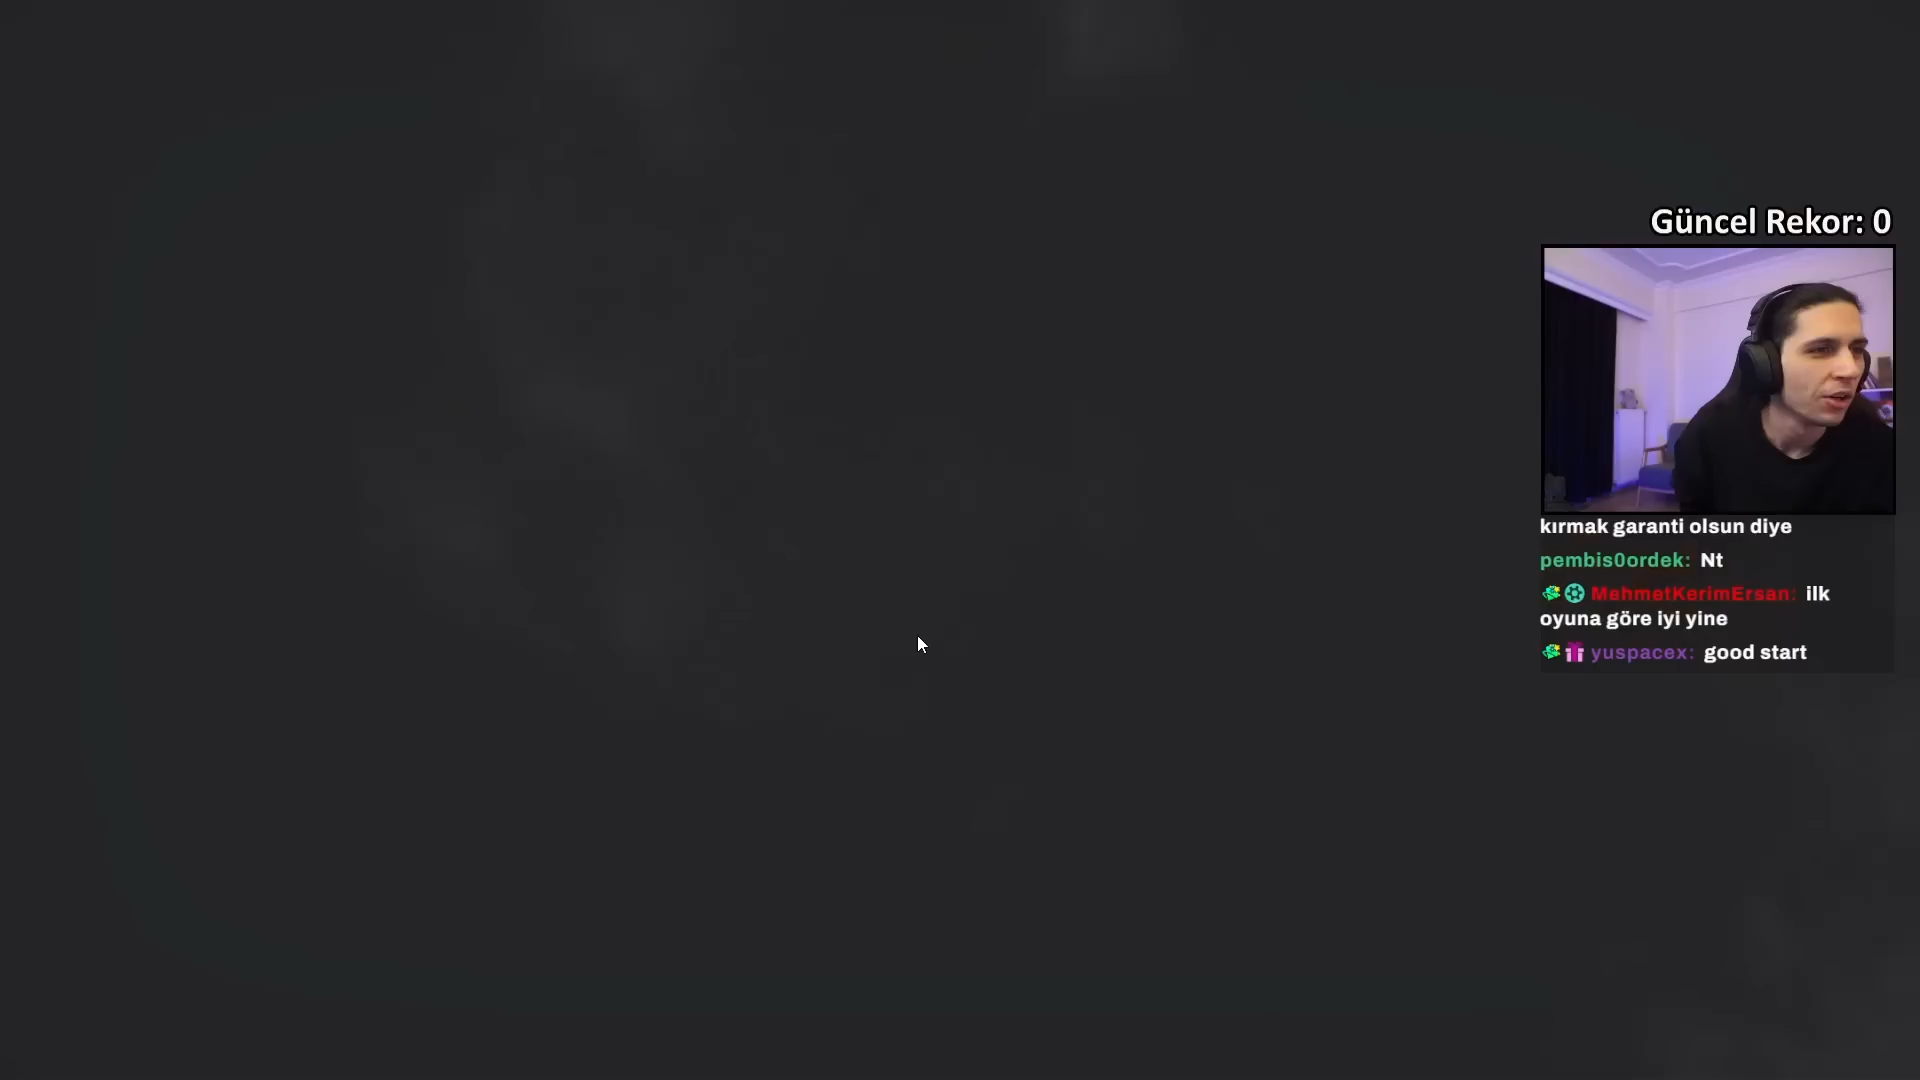 Güncel Rekor: 0
kırmak garanti olsun diye
pembis0ordek: Nt
MehmetKerimErsan: ilk
oyuna göre iyi yine
yuspacex: good start